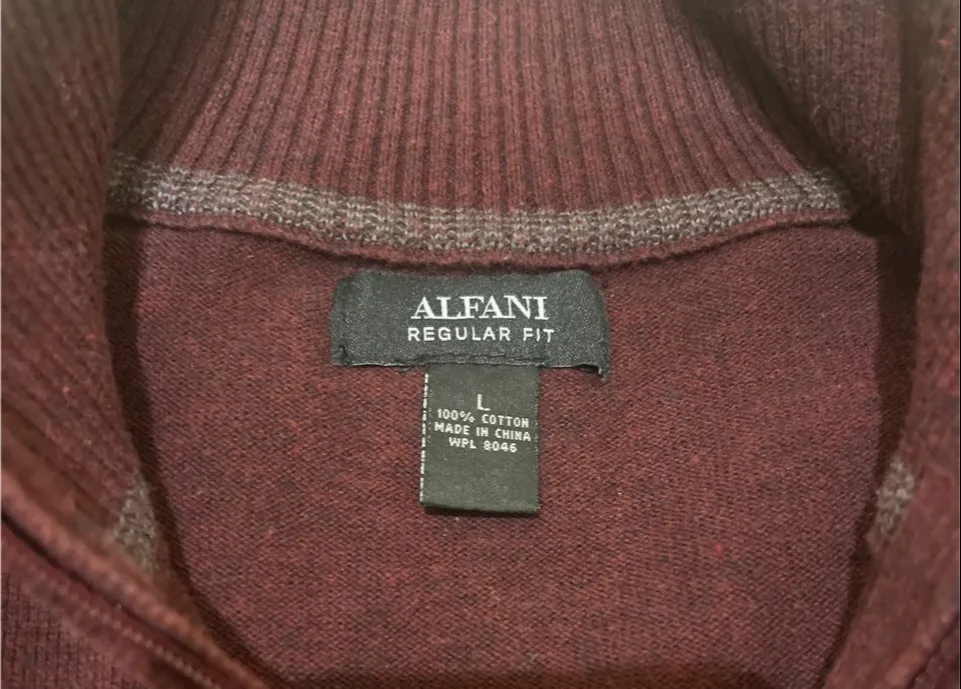 ALFANI
REGULAR FIT
L
100% COTTON
MADE IN CHINA
WPL 8046